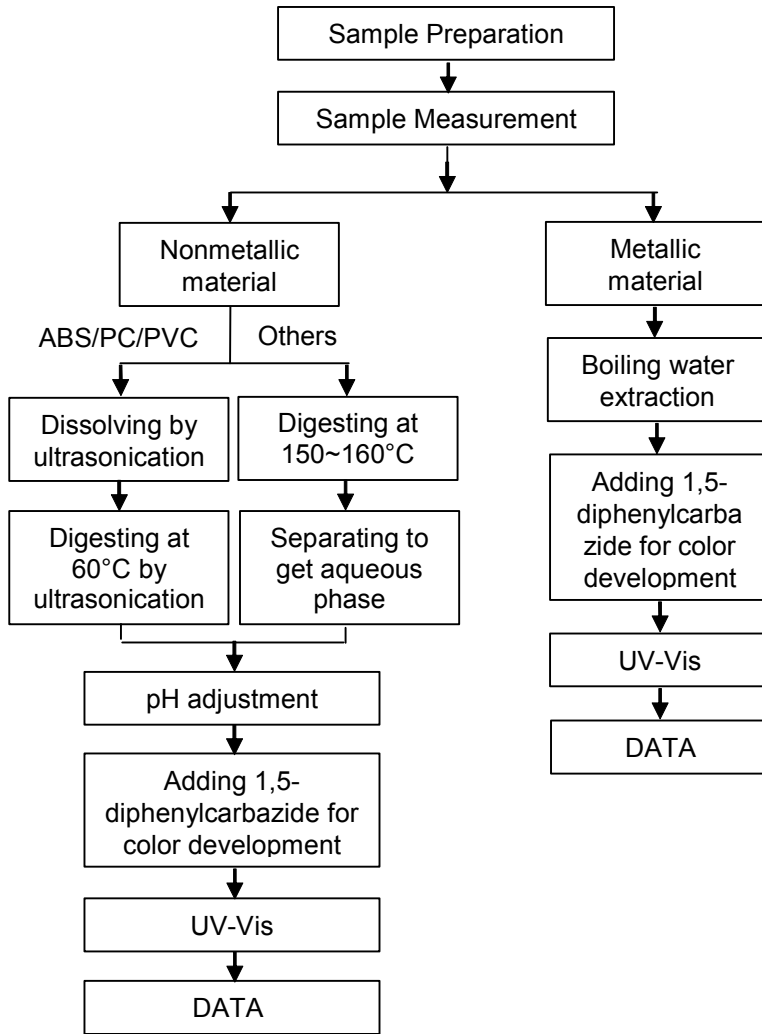 Sample Preparation
Sample Measurement
Nonmetallic
material
Metallic
material
ABS/PC/PVC
Others
Boiling water
extraction
Dissolving by
ultrasonication
Digesting at
150~160°C
Adding 1,5-
diphenylcarba
zide for color
development
Digesting at
60°C by
ultrasonication
Separating to
get aqueous
phase
UV-Vis
pH adjustment
DATA
Adding 1,5-
diphenylcarbazide for
color development
UV-Vis
DATA